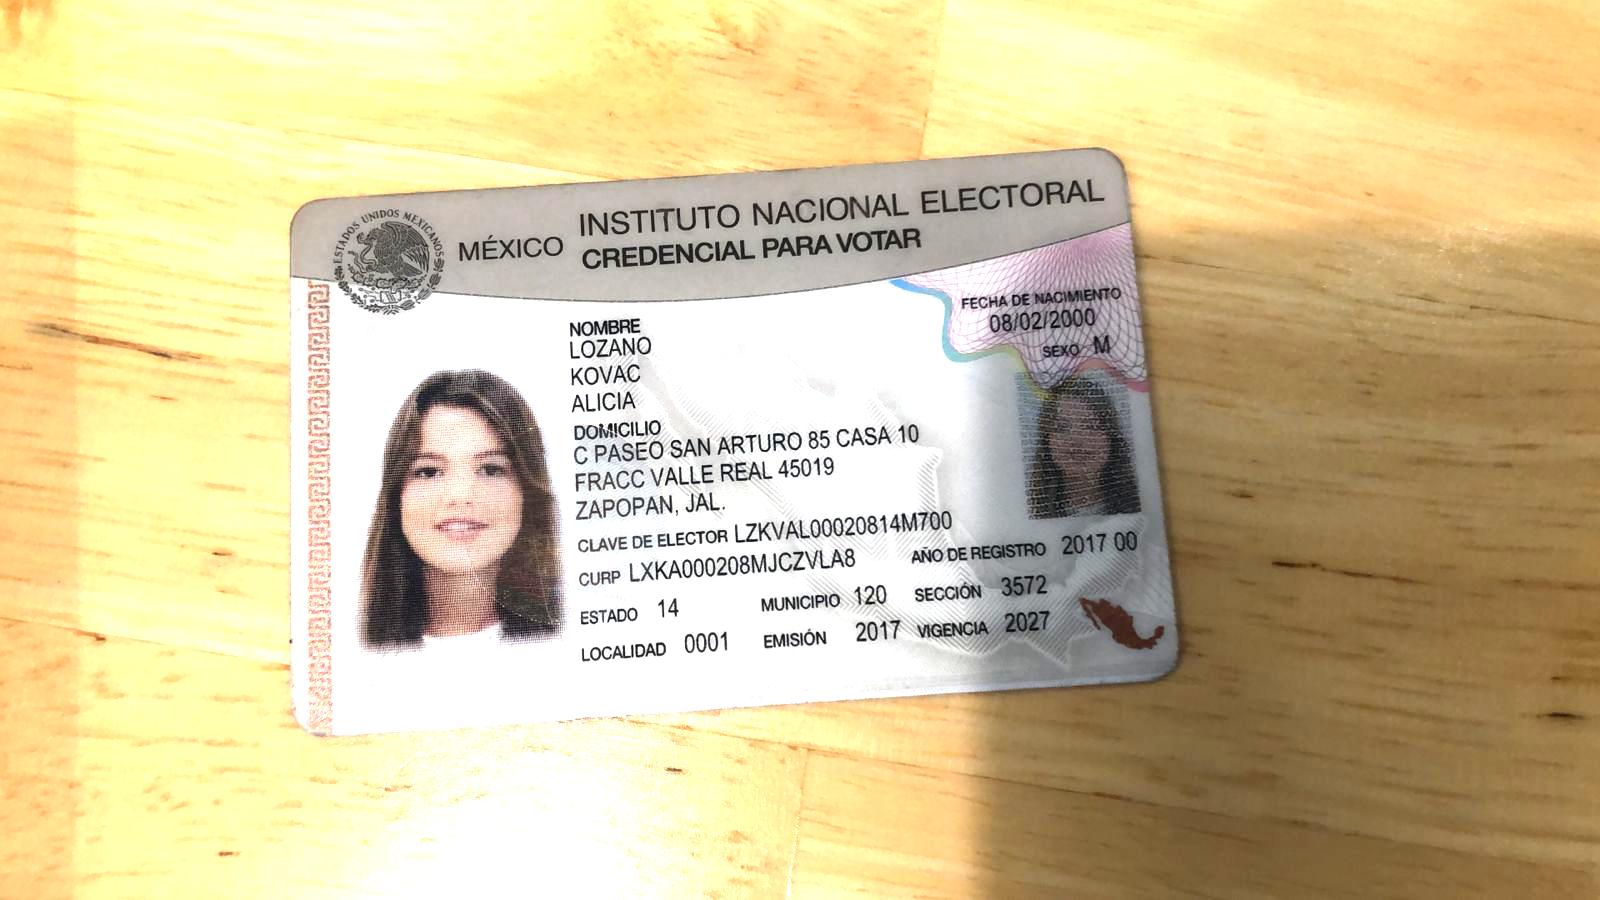 ESTADOS UNIDOS MEXICANOS
MÉXICO
INSTITUTO NACIONAL ELECTORAL
CREDENCIAL PARA VOTAR
FECHA DE NACIMIENTO
08/02/2000
SEXO M
NOMBRE
LOZANO
KOVAC
ALICIA
DOMICILIO
C PASEO SAN ARTURO 85 CASA 10
FRACC VALLE REAL 45019
ZAPOPAN, JAL.
CLAVE DE ELECTOR LZKVAL00020814M700
CURP LXKA000208MJCZVLA8 AÑO DE REGISTRO 2017 00
ESTADO 14 MUNICIPIO 120 SECCIÓN 3572
LOCALIDAD 0001 EMISIÓN 2017 VIGENCIA 2027